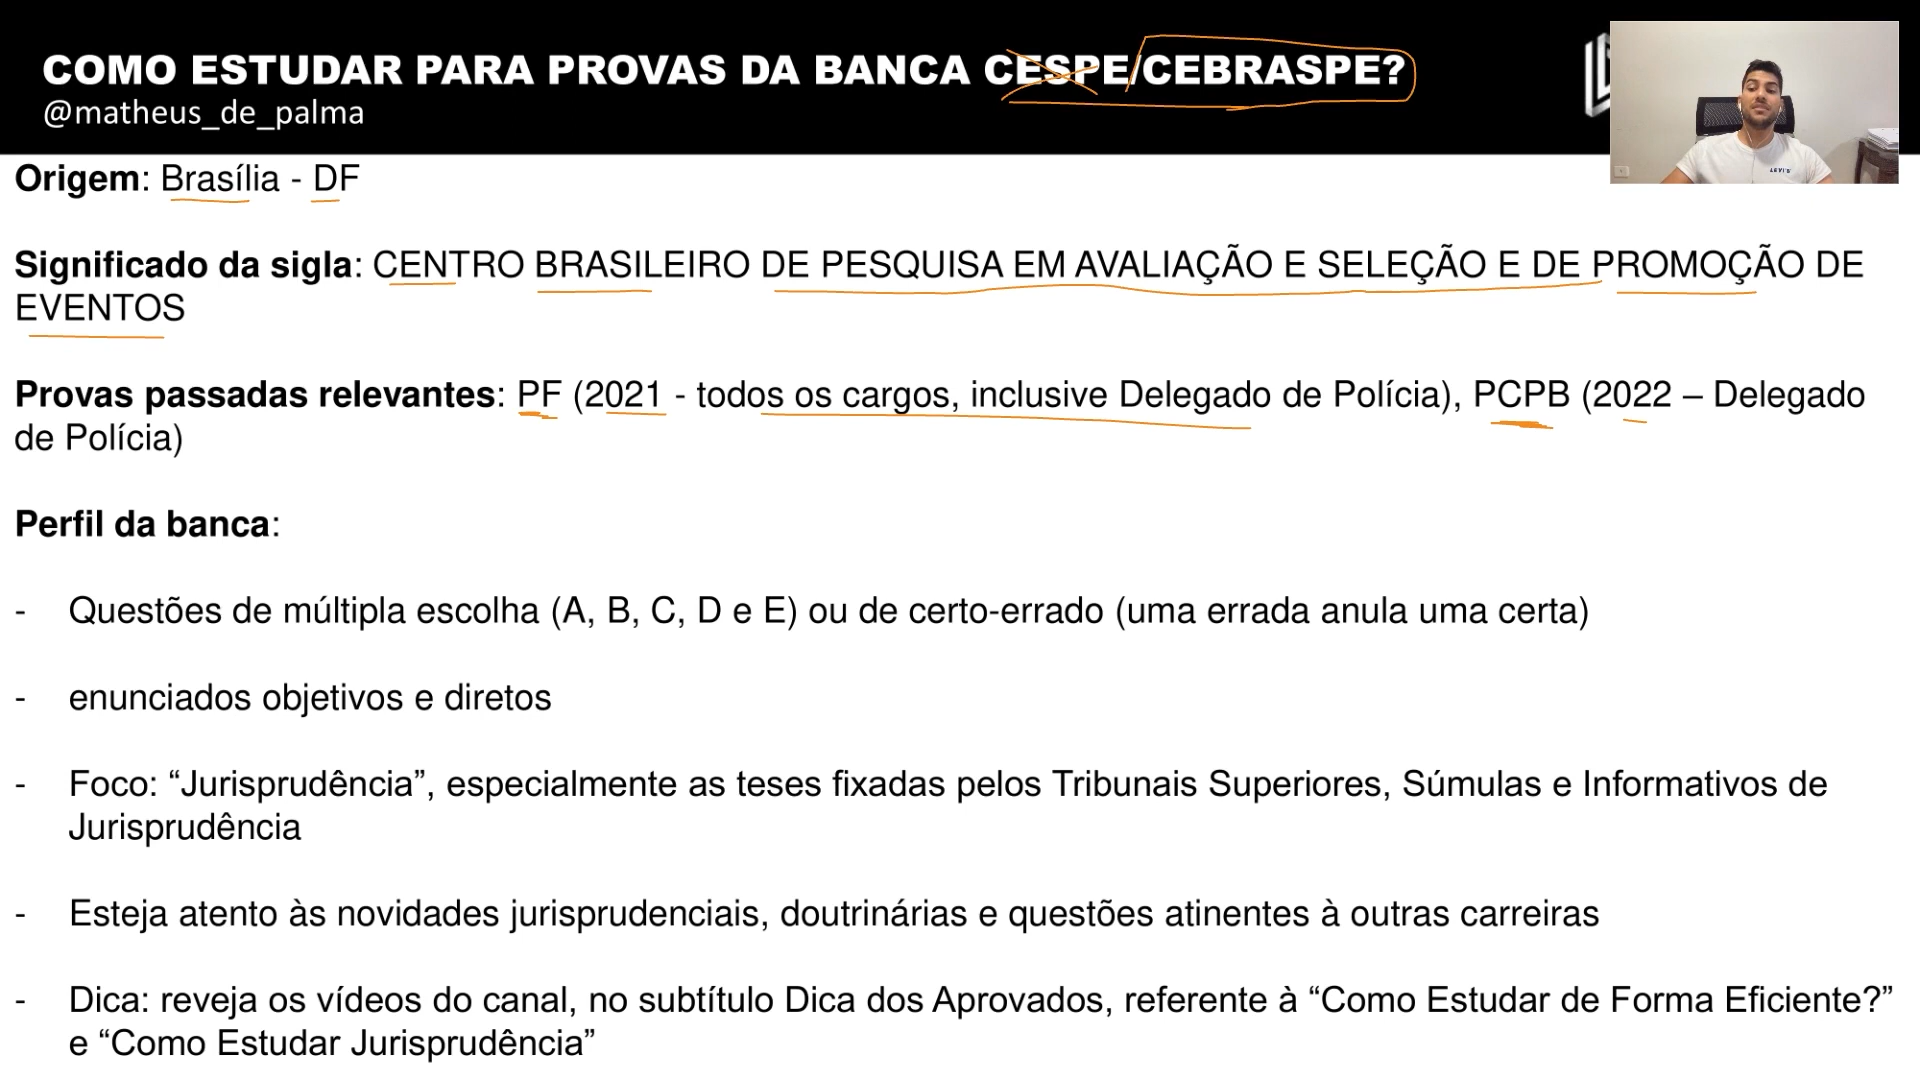 COMO ESTUDAR PARA PROVAS DA BANCA CESPE/CEBRASPE?
@matheus_de_palma
Origem: Brasília - DF
Significado da sigla: CENTRO BRASILEIRO DE PESQUISA EM AVALIAÇÃO E SELEÇÃO E DE PROMOÇÃO DE
EVENTOS
Provas passadas relevantes: PF (2021 - todos os cargos, inclusive Delegado de Polícia), PCPB (2022 – Delegado
de Polícia)
Perfil da banca:
- Questões de múltipla escolha (A, B, C, D e E) ou de certo-errado (uma errada anula uma certa)
- enunciados objetivos e diretos
- Foco: “Jurisprudência”, especialmente as teses fixadas pelos Tribunais Superiores, Súmulas e Informativos de
Jurisprudência
- Esteja atento às novidades jurisprudenciais, doutrinárias e questões atinentes à outras carreiras
- Dica: reveja os vídeos do canal, no subtítulo Dica dos Aprovados, referente à “Como Estudar de Forma Eficiente?”
e “Como Estudar Jurisprudência”
LEVI'S